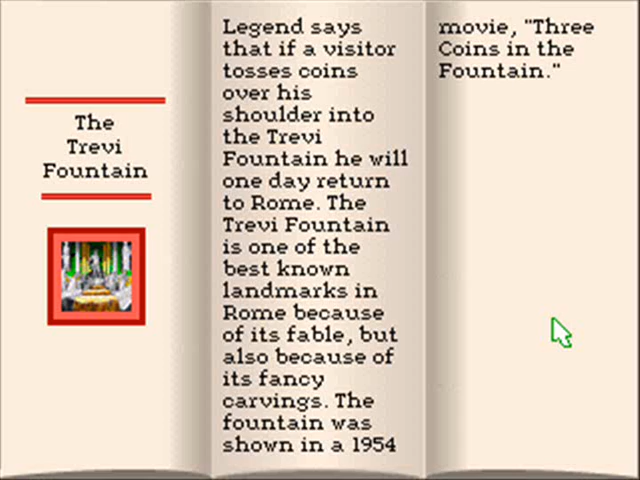 The
Trevi
Fountain
Legend says
that if a visitor
tosses coins
over his
shoulder into
the Trevi
Fountain he will
one day return
to Rome. The
Trevi Fountain
is one of the
best known
landmarks in
Rome because
of its fable, but
also because of
its fancy
carvings. The
fountain was
shown in a 1954
movie, "Three
Coins in the
Fountain."